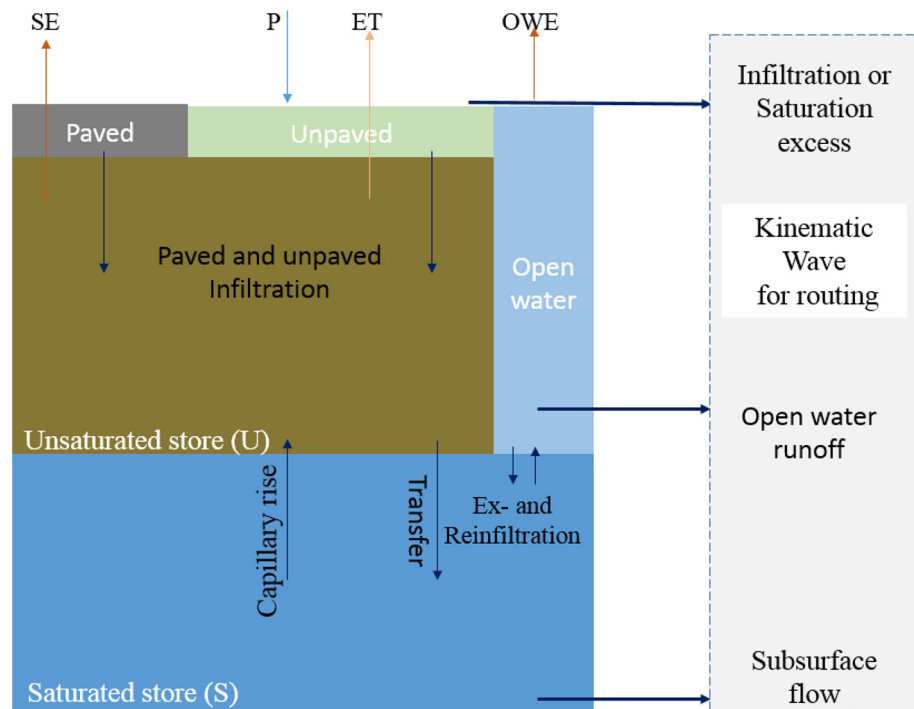 SE
P
ET
OWE
Paved
Unpaved
Paved and unpaved
Infiltration
Open
water
Unsaturated store (U)
Capillary rise
Transfer
Ex- and
Reinfiltration
Saturated store (S)
Infiltration or
Saturation
excess
Kinematic
Wave
for routing
Open water
runoff
Subsurface
flow